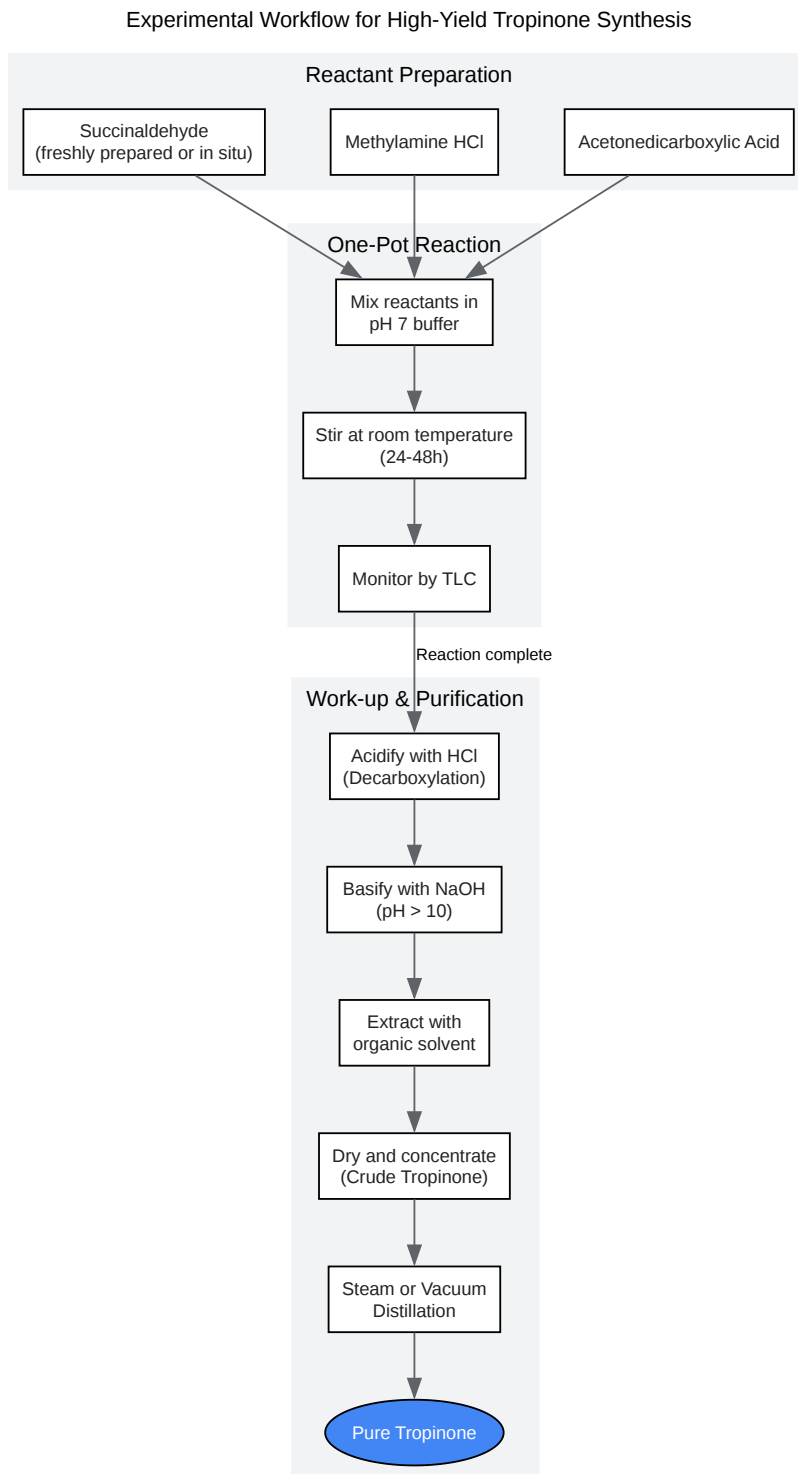 Experimental Workflow for High-Yield Tropinone Synthesis
Reactant Preparation
Succinaldehyde
(freshly prepared or in situ)
Methylamine HCl
Acetonedicarboxylic Acid
One-Pot Reaction
Mix reactants in
pH 7 buffer
Stir at room temperature
(24-48h)
Monitor by TLC
Reaction complete
Work-up & Purification
Acidify with HCl
(Decarboxylation)
Basify with NaOH
(pH > 10)
Extract with
organic solvent
Dry and concentrate
(Crude Tropinone)
Steam or Vacuum
Distillation
Pure Tropinone